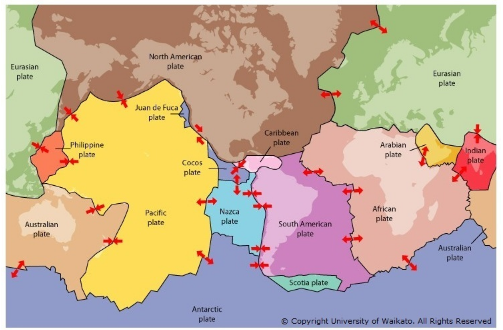 North American
plate
Eurasian
plate
Eurasian
plate
Juan de Fuca
plate
Caribbean
plate
Philippine
plate
Arabian
plate
Indian
plate
Cocos
plate
Australian
plate
Pacific
plate
Nazca
plate
South American
plate
African
plate
Australian
plate
Scotia plate
Antarctic
plate
© Copyright University of Waikato. All Rights Reserved